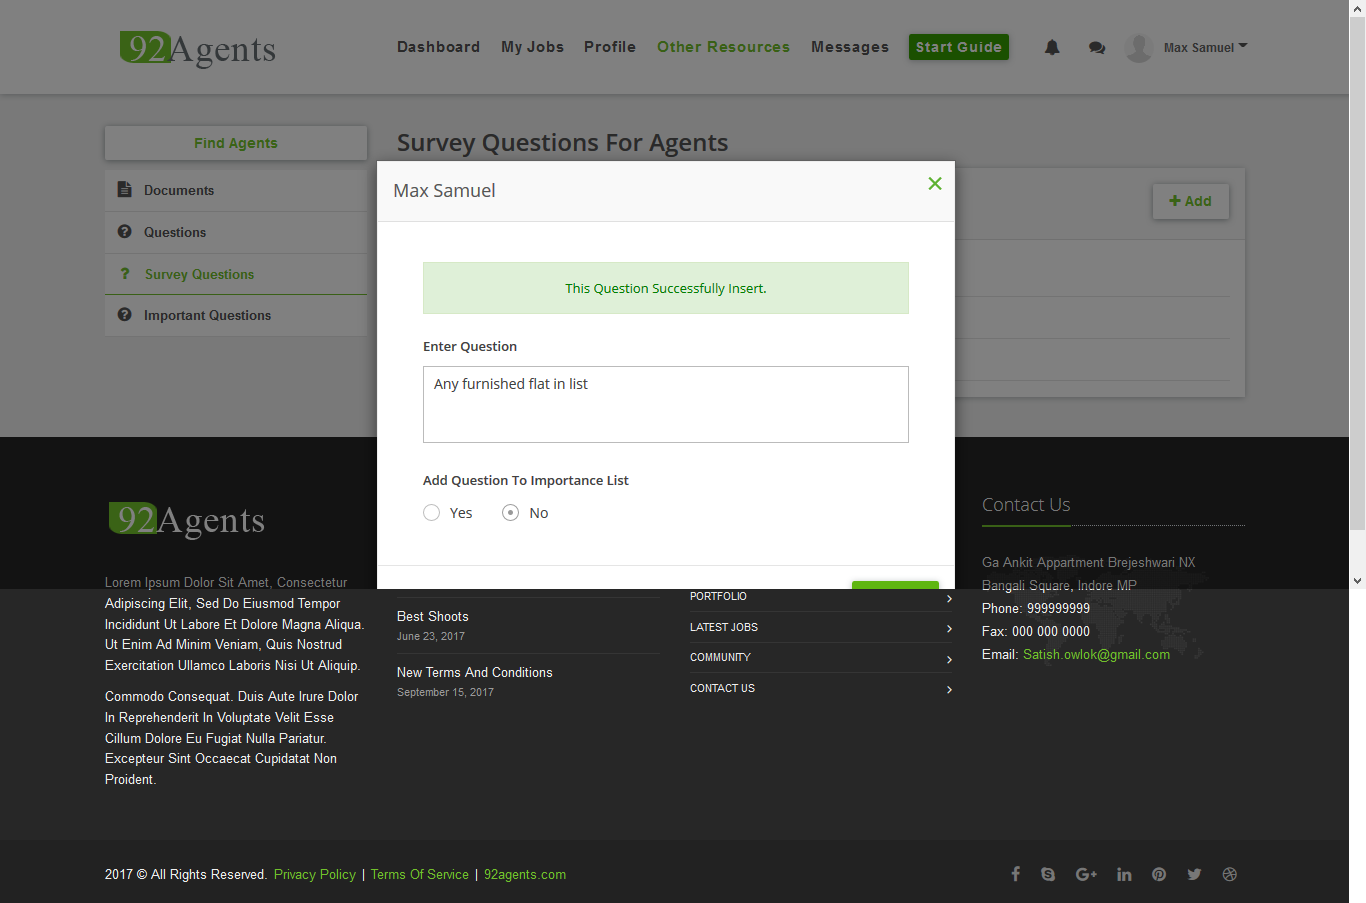 92Agents
Dashboard My Jobs Profile Other Resources Messages Start Guide Max Samuel
Find Agents
Documents
Questions
Survey Questions
Important Questions
Survey Questions For Agents
+ Add
Max Samuel
×
This Question Successfully Insert.
Enter Question
Any furnished flat in list
Add Question To Importance List
Yes No
92Agents
Lorem Ipsum Dolor Sit Amet, Consectetur
Adipiscing Elit, Sed Do Eiusmod Tempor
Incididunt Ut Labore Et Dolore Magna Aliqua.
Ut Enim Ad Minim Veniam, Quis Nostrud
Exercitation Ullamco Laboris Nisi Ut Aliquip.
Commodo Consequat. Duis Aute Irure Dolor
In Reprehenderit In Voluptate Velit Esse
Cillum Dolore Eu Fugiat Nulla Pariatur.
Excepteur Sint Occaecat Cupidatat Non
Proident.
Best Shoots
June 23, 2017
New Terms And Conditions
September 15, 2017
PORTFOLIO
LATEST JOBS
COMMUNITY
CONTACT US
Contact Us
Ga Ankit Appartment Brejeshwari NX
Bangali Square, Indore MP
Phone: 999999999
Fax: 000 000 0000
Email: Satish.owlok@gmail.com
2017 © All Rights Reserved. Privacy Policy | Terms Of Service | 92agents.com